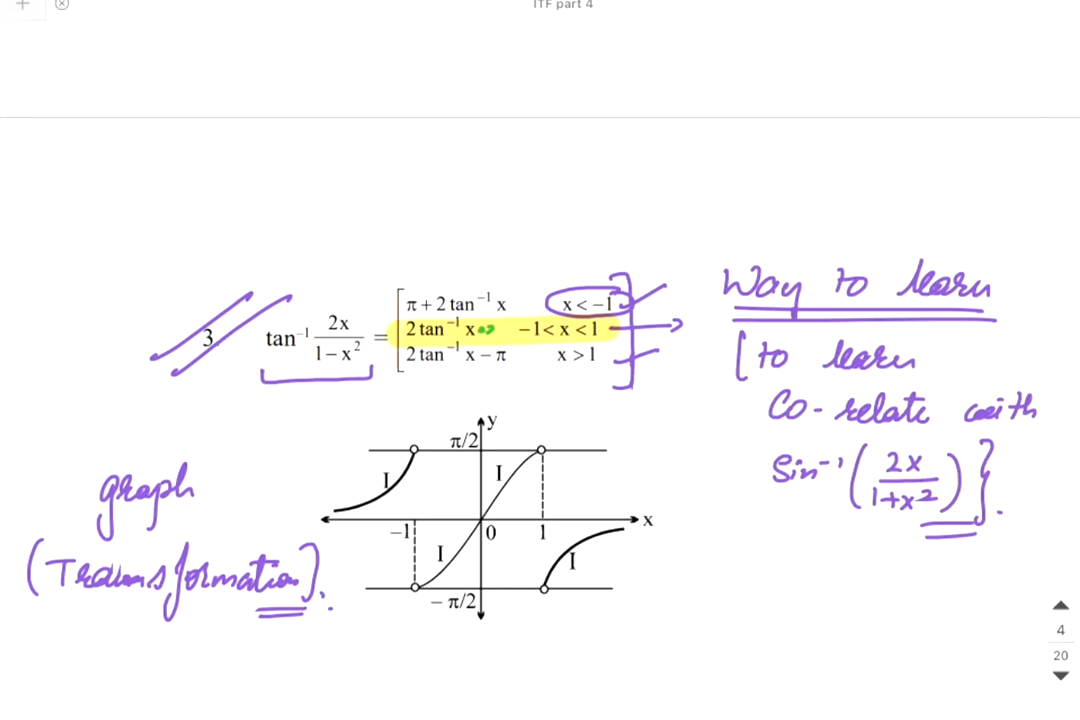 ITF part 4
Way to learn
[to learn
Co-relate with
Sin⁻¹(2x/1+x²)}.
3
tan⁻¹ 2x/1−x² = [
π + 2 tan⁻¹ x x < −1
2 tan⁻¹ x −1 < x < 1
2 tan⁻¹ x − π x > 1
graph
(Transformation).
y
π/2
I I
−1 0 1 x
I I
− π/2
4
20